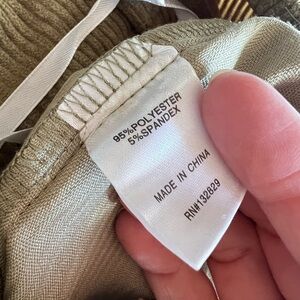 95%POLYESTER
5%SPANDEX
MADE IN CHINA
RN#132829